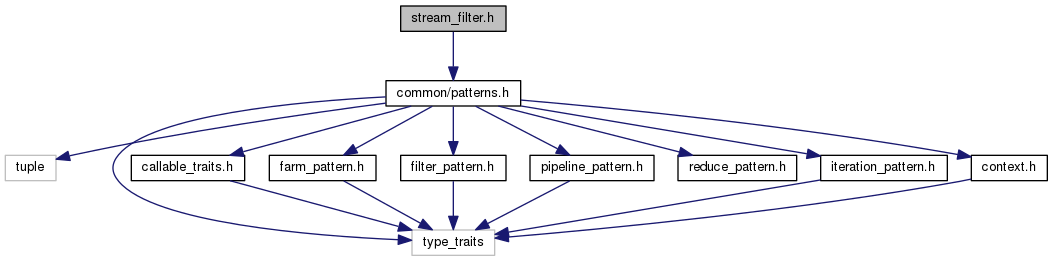 stream_filter.h
common/patterns.h
tuple
callable_traits.h
farm_pattern.h
filter_pattern.h
pipeline_pattern.h
reduce_pattern.h
iteration_pattern.h
context.h
type_traits